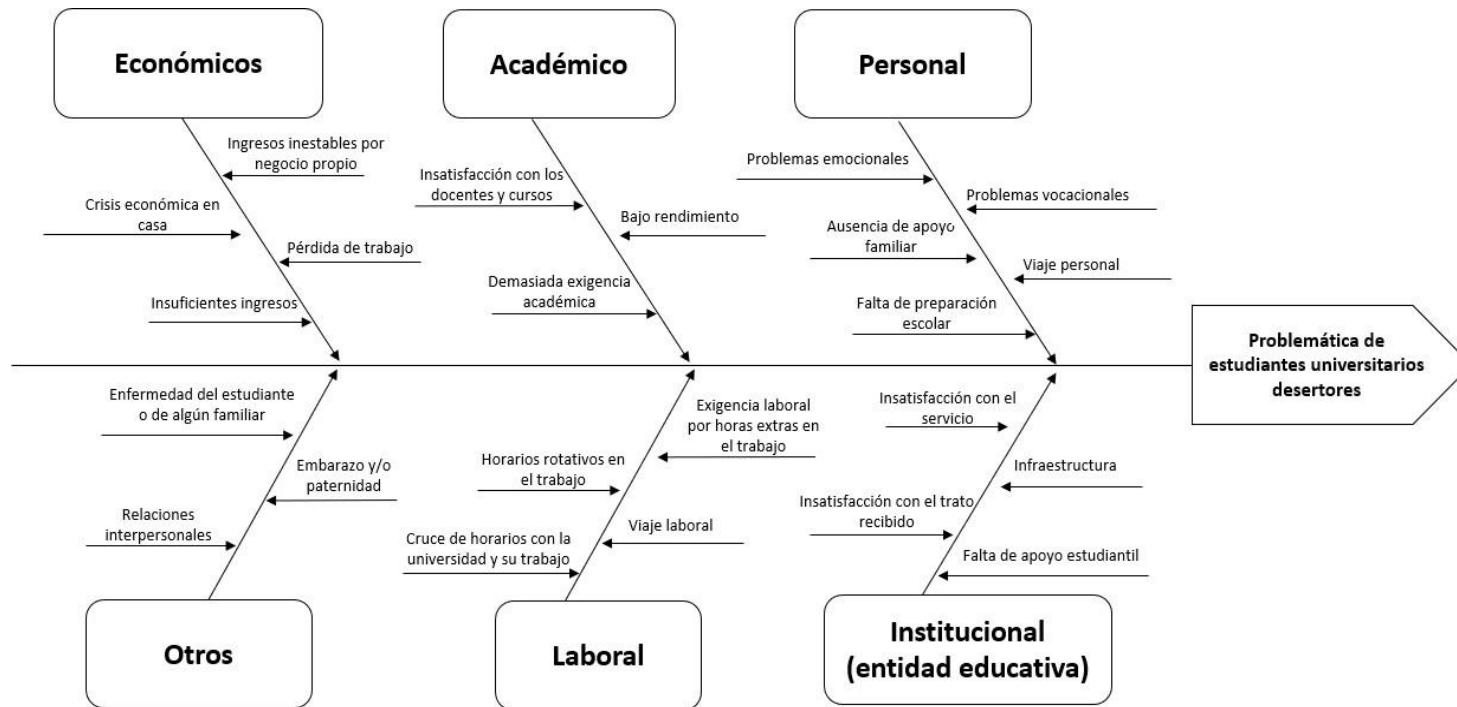 Económicos
Académico
Personal
Ingresos inestables por
negocio propio
Crisis económica en
casa
Pérdida de trabajo
Insuficientes ingresos
Insatisfacción con los
docentes y cursos
Bajo rendimiento
Demasiada exigencia
académica
Problemas emocionales
Problemas vocacionales
Ausencia de apoyo
familiar
Viaje personal
Falta de preparación
escolar
Problemática de
estudiantes universitarios
desertores
Enfermedad del estudiante
o de algún familiar
Embarazo y/o
paternidad
Relaciones
interpersonales
Exigencia laboral
por horas extras en
el trabajo
Horarios rotativos en
el trabajo
Viaje laboral
Cruce de horarios con la
universidad y su trabajo
Insatisfacción con el
servicio
Infraestructura
Insatisfacción con el trato
recibido
Falta de apoyo estudiantil
Otros
Laboral
Institucional
(entidad educativa)